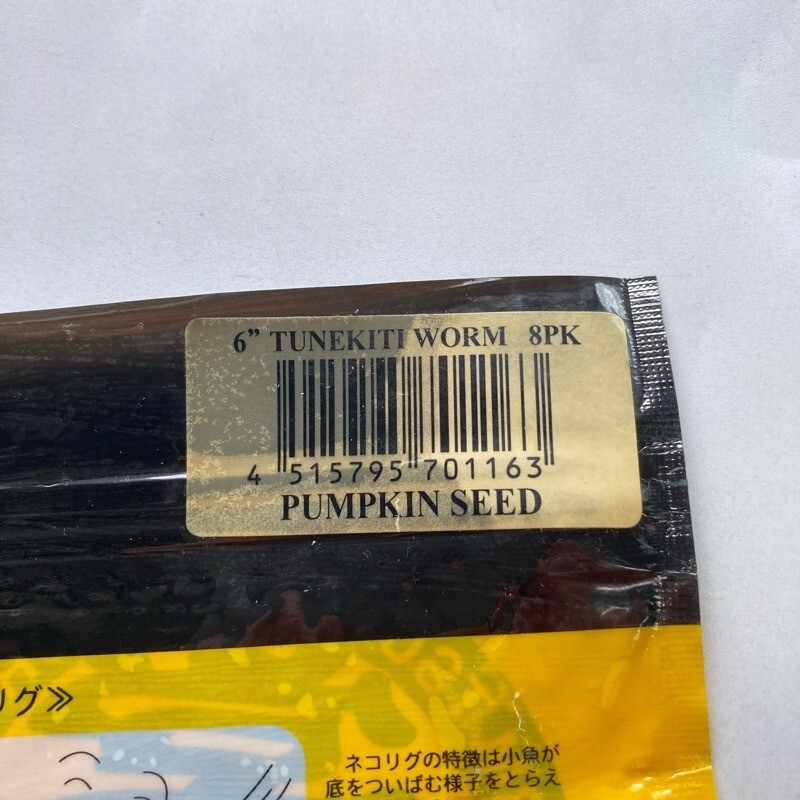 6” TUNEKITI WORM 8PK
4 515795 701163
PUMPKIN SEED
リグ≫
ネコリグの特徴は小魚が
底をついばむ様子をとらえ